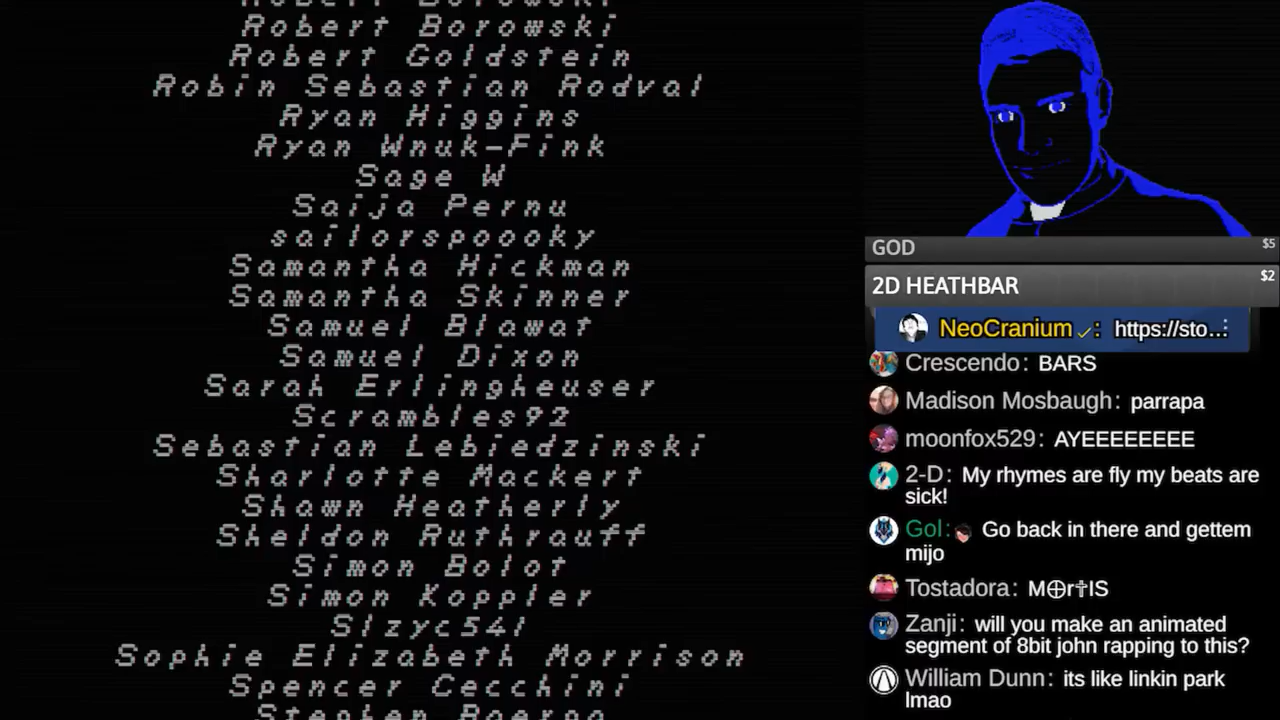 Robert Borowski
Robert Goldstein
Robin Sebastian Rodval
Ryan Higgins
Ryan Wnuk-Fink
Sage W
Saija Pernu
sailorspoooky
Samantha Hickman
Samantha Skinner
Samuel Blawat
Samuel Dixon
Sarah Erlingheuser
Scrambles92
Sebastian Lebiedzinski
Sharlotte Mackert
Shawn Heatherly
Sheldon Ruthrauff
Simon Bolot
Simon Koppler
Slzyc541
Sophie Elizabeth Morrison
Spencer Cecchini
Stephen
GOD $5
2D HEATHBAR $2
NeoCranium ✓: https://sto...
Crescendo: BARS
Madison Mosbaugh: parrapa
moonfox529: AYEEEEEEEE
2-D: My rhymes are fly my beats are
sick!
Gol: Go back in there and gettem
mijo
Tostadora: M⊕r✝IS
Zanji: will you make an animated
segment of 8bit john rapping to this?
William Dunn: its like linkin park
lmao